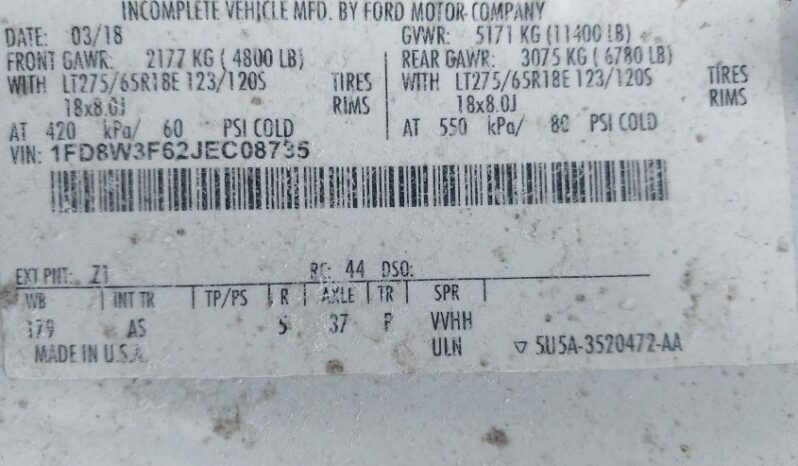 INCOMPLETE VEHICLE MFD. BY FORD MOTOR COMPANY
DATE: 03/18 GVWR: 5171 KG (11400 LB)
FRONT GAWR: 2177 KG ( 4800 LB) REAR GAWR: 3075 KG ( 6780 LB)
WITH LT275/65R18E 123/120S TIRES WITH LT275/65R18E 123/120S TIRES
18x8.0J RIMS 18x8.0J RIMS
AT 420 kPa/ 60 PSI COLD AT 550 kPa/ 80 PSI COLD
VIN: 1FD8W3F62JEC08735
EXT PNT: Z1 RC: 44 DSO:
WB INT TR TP/PS R AXLE TR SPR
179 AS 5 37 P VVHH
MADE IN U.S.A. ULN ▽ 5U5A-3520472-AA